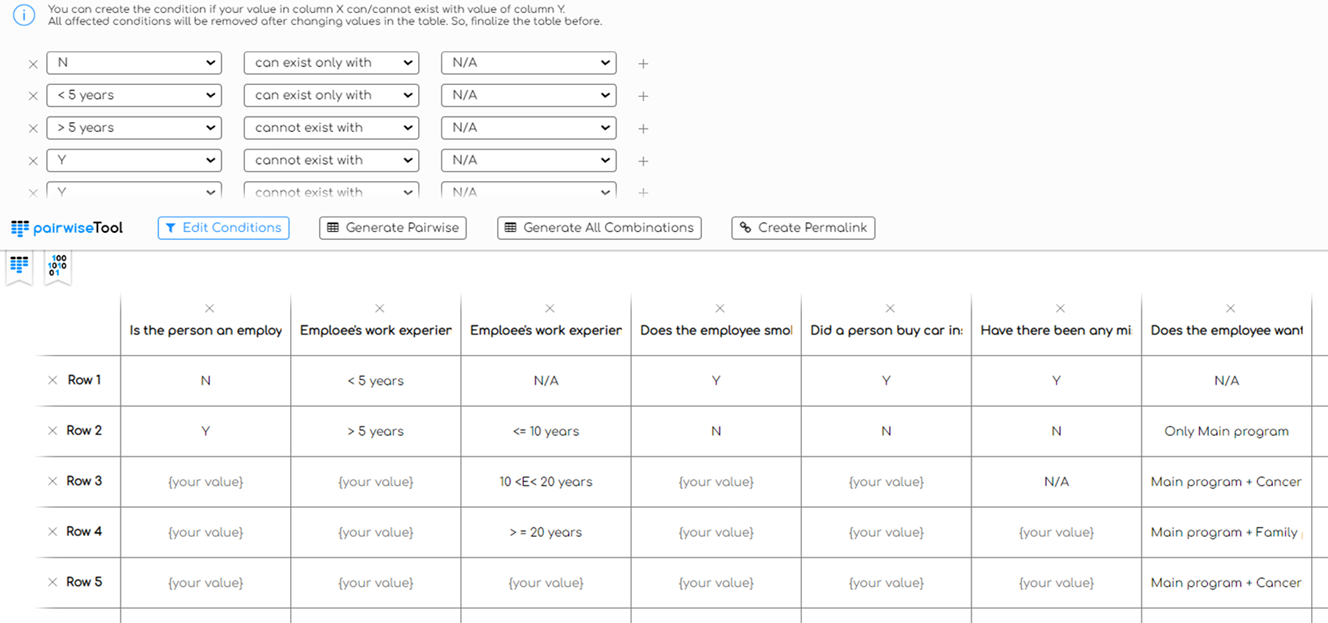 You can create the condition if your value in column X can/cannot exist with value of column Y.
All affected conditions will be removed after changing values in the table. So, finalize the table before.
N can exist only with N/A
< 5 years can exist only with N/A
> 5 years cannot exist with N/A
Y cannot exist with N/A
Y cannot exist with N/A
pairwiseTool Edit Conditions Generate Pairwise Generate All Combinations Create Permalink
100
1010
01
Is the person an employ Emploee's work experier Emploee's work experier Does the employee smol Did a person buy car in: Have there been any mi Does the employee want
Row 1 N < 5 years N/A Y Y Y N/A
Row 2 Y > 5 years <= 10 years N N N Only Main program
Row 3 {your value} {your value} 10 <E< 20 years {your value} {your value} N/A Main program + Cancer
Row 4 {your value} {your value} > = 20 years {your value} {your value} {your value} Main program + Family
Row 5 {your value} {your value} {your value} {your value} {your value} {your value} Main program + Cancer